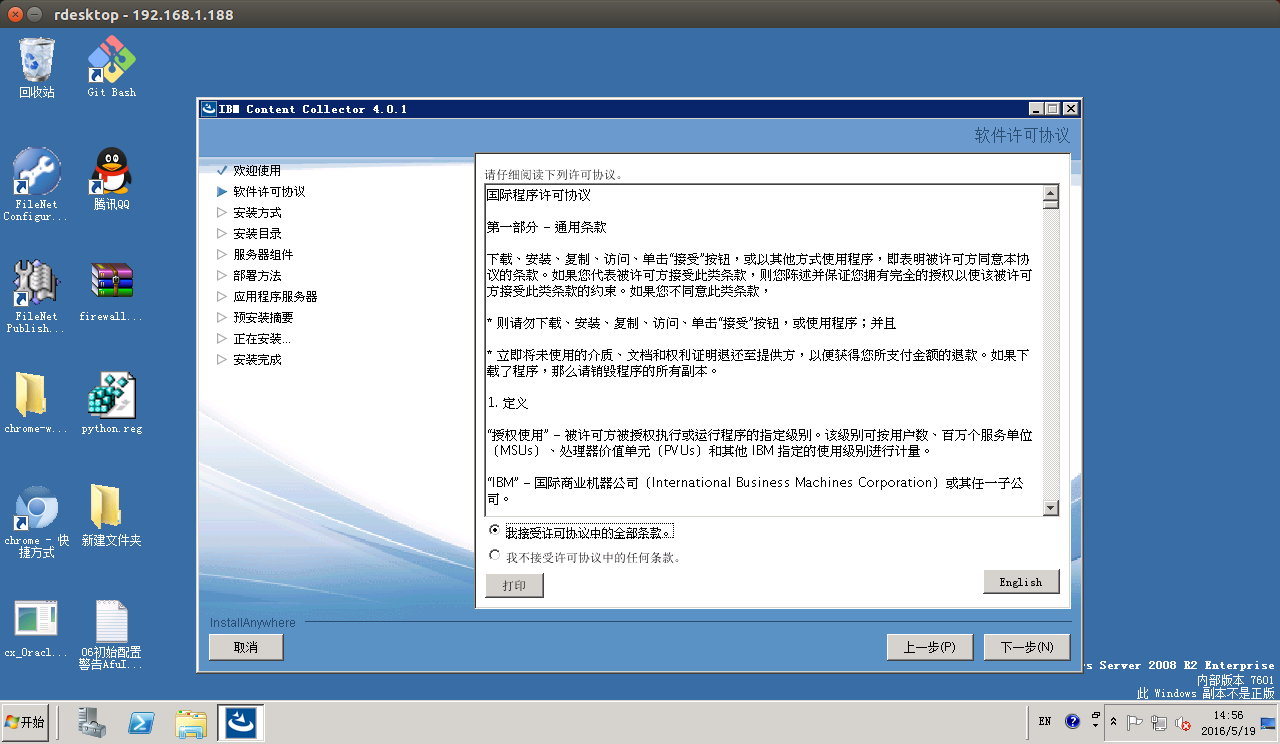 rdesktop - 192.168.1.188
回收站
Git Bash
FileNet
Configur...
腾讯QQ
FileNet
Publish...
firewall...
chrome-w...
python.reg
chrome - 快
捷方式
新建文件夹
cx_Oracl...
06初始配置
警告AfuI...
IBM Content Collector 4.0.1
软件许可协议
欢迎使用
软件许可协议
安装方式
安装目录
服务器组件
部署方法
应用程序服务器
预安装摘要
正在安装...
安装完成
请仔细阅读下列许可协议。
国际程序许可协议
第一部分 – 通用条款
下载、安装、复制、访问、单击“接受”按钮，或以其他方式使用程序，即表明被许可方同意本协
议的条款。如果您代表被许可方接受此类条款，则您陈述并保证您拥有完全的授权以使该被许可
方接受此类条款的约束。如果您不同意此类条款，
* 则请勿下载、安装、复制、访问、单击“接受”按钮，或使用程序；并且
* 立即将未使用的介质、文档和权利证明退还至提供方，以便获得您所支付金额的退款。如果下
载了程序，那么请销毁程序的所有副本。
1. 定义
“授权使用” – 被许可方被授权执行或运行程序的指定级别。该级别可按用户数、百万个服务单位
（MSUs）、处理器价值单元（PVUs）和其他 IBM 指定的使用级别进行计量。
“IBM” – 国际商业机器公司（International Business Machines Corporation）或其任一子公
司。
我接受许可协议中的全部条款。
我不接受许可协议中的任何条款。
打印
English
InstallAnywhere
取消
上一步(P)
下一步(N)
s Server 2008 R2 Enterprise
内部版本 7601
此 Windows 副本不是正版
开始
EN
14:56
2016/5/19